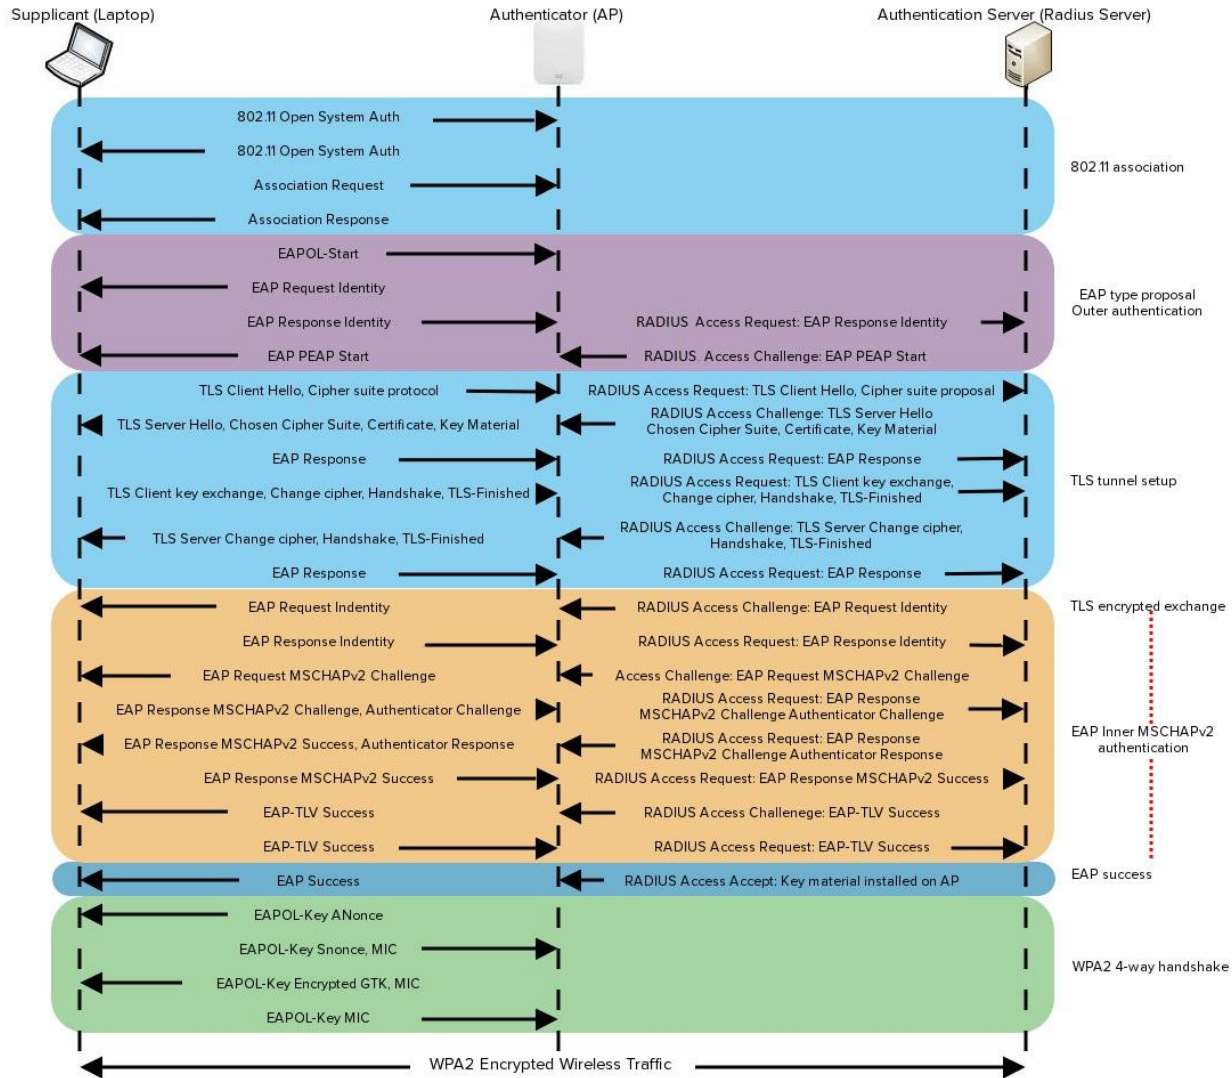 Supplicant (Laptop)
Authenticator (AP)
Authentication Server (Radius Server)
802.11 Open System Auth
802.11 Open System Auth
Association Request
Association Response
802.11 association
EAPOL-Start
EAP Request Identity
EAP Response Identity
RADIUS Access Request: EAP Response Identity
EAP PEAP Start
RADIUS. Access Challenge: EAP PEAP Start
EAP type proposal
Outer authentication
TLS Client Hello, Cipher suite protocol
RADIUS Access Request: TLS Client Hello, Cipher suite proposal
TLS Server Hello, Chosen Cipher Suite, Certificate, Key Material
RADIUS Access Challenge: TLS Server Hello
Chosen Cipher Suite, Certificate, Key Material
EAP Response
RADIUS Access Request: EAP Response
TLS Client key exchange, Change cipher, Handshake, TLS-Finished
RADIUS Access Request: TLS Client key exchange,
Change cipher, Handshake, TLS-Finished
TLS Server Change cipher, Handshake, TLS-Finished
RADIUS Access Challenge: TLS Server Change cipher,
Handshake, TLS-Finished
EAP Response
RADIUS Access Request: EAP Response
TLS tunnel setup
EAP Request Indentity
RADIUS Access Challenge: EAP Request Identity
TLS encrypted exchange
EAP Response Indentity
RADIUS Access Request: EAP Response Identity
EAP Request MSCHAPv2 Challenge
Access Challenge: EAP Request MSCHAPv2 Challenge
EAP Response MSCHAPv2 Challenge, Authenticator Challenge
RADIUS Access Request: EAP Response
MSCHAPv2 Challenge Authenticator Challenge
EAP Response MSCHAPv2 Success, Authenticator Response
RADIUS Access Request: EAP Response
MSCHAPv2 Challenge Authenticator Response
EAP Inner MSCHAPv2
authentication
EAP Response MSCHAPv2 Success
RADIUS Access Request: EAP Response MSCHAPv2 Success
EAP-TLV Success
RADIUS Access Challenege: EAP-TLV Success
EAP-TLV Success
RADIUS Access Request: EAP-TLV Success
EAP Success
RADIUS Access Accept: Key material installed on AP
EAP success
EAPOL-Key ANonce
EAPOL-Key Snonce, MIC
EAPOL-Key Encrypted GTK, MIC
EAPOL-Key MIC
WPA2 4-way handshake
WPA2 Encrypted Wireless Traffic